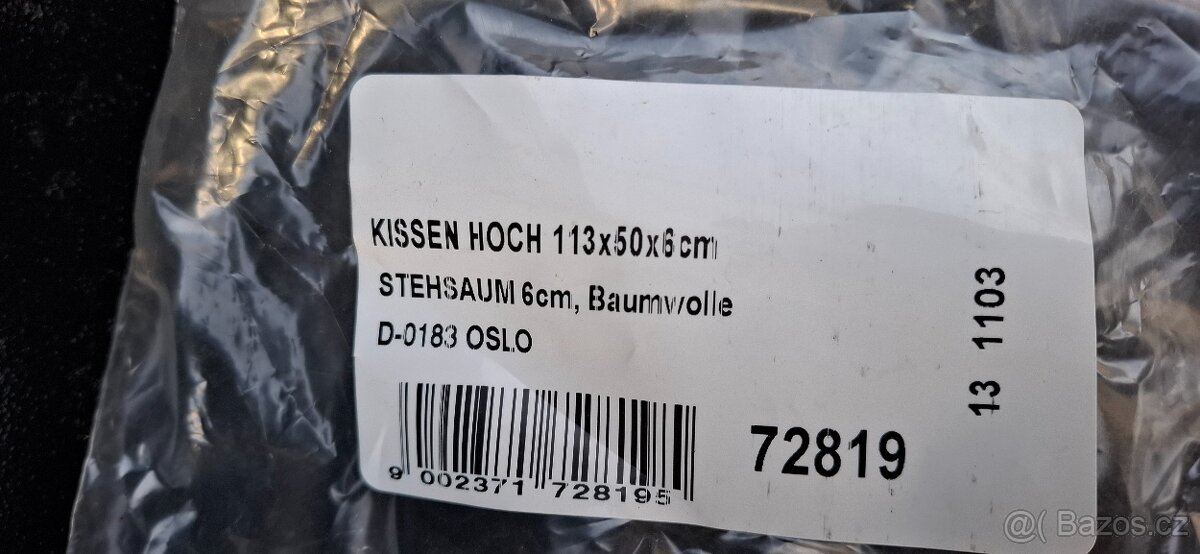 KISSEN HOCH 113x50x6cm
STEHSAUM 6cm, Baumwolle
D-0183 OSLO
9 002371 728195
72819
13 1103
@( Bazos.cz